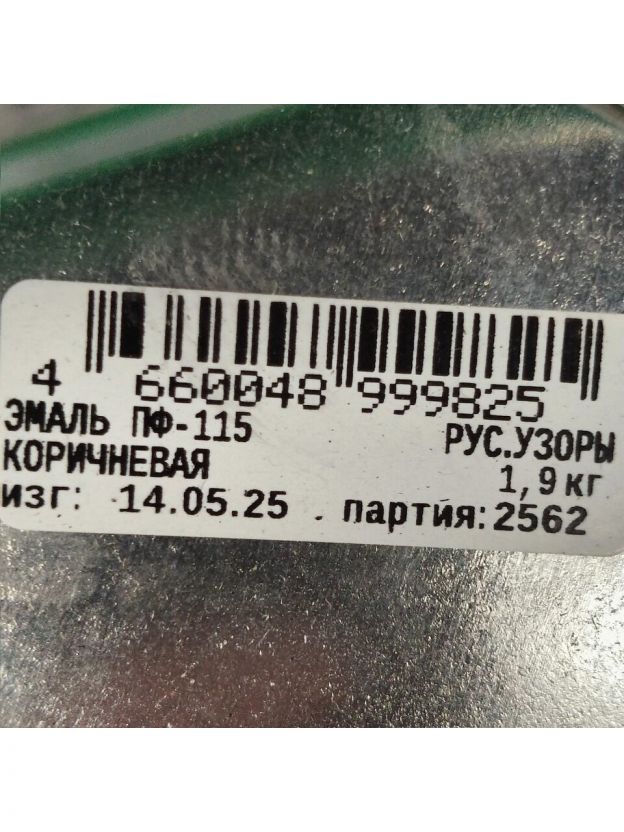 4 660048 999825
ЭМАЛЬ ПФ-115 РУС.УЗОРЫ
КОРИЧНЕВАЯ 1,9 кг
изг: 14.05.25 . партия:2562